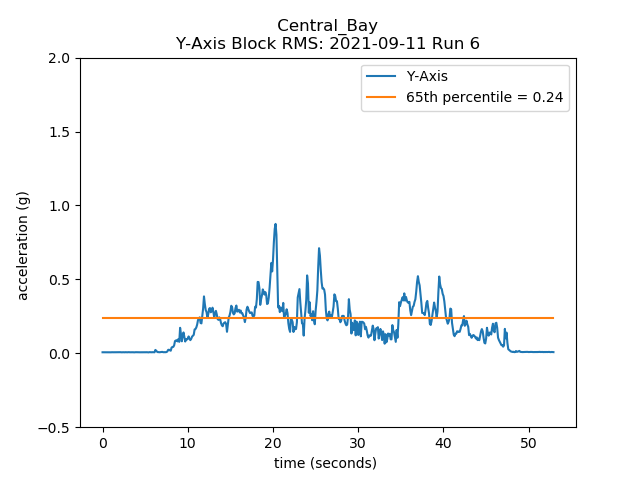 Central_Bay
Y-Axis Block RMS: 2021-09-11 Run 6
2.0
1.5
1.0
0.5
0.0
−0.5
acceleration (g)
Y-Axis
65th percentile = 0.24
0 10 20 30 40 50
time (seconds)